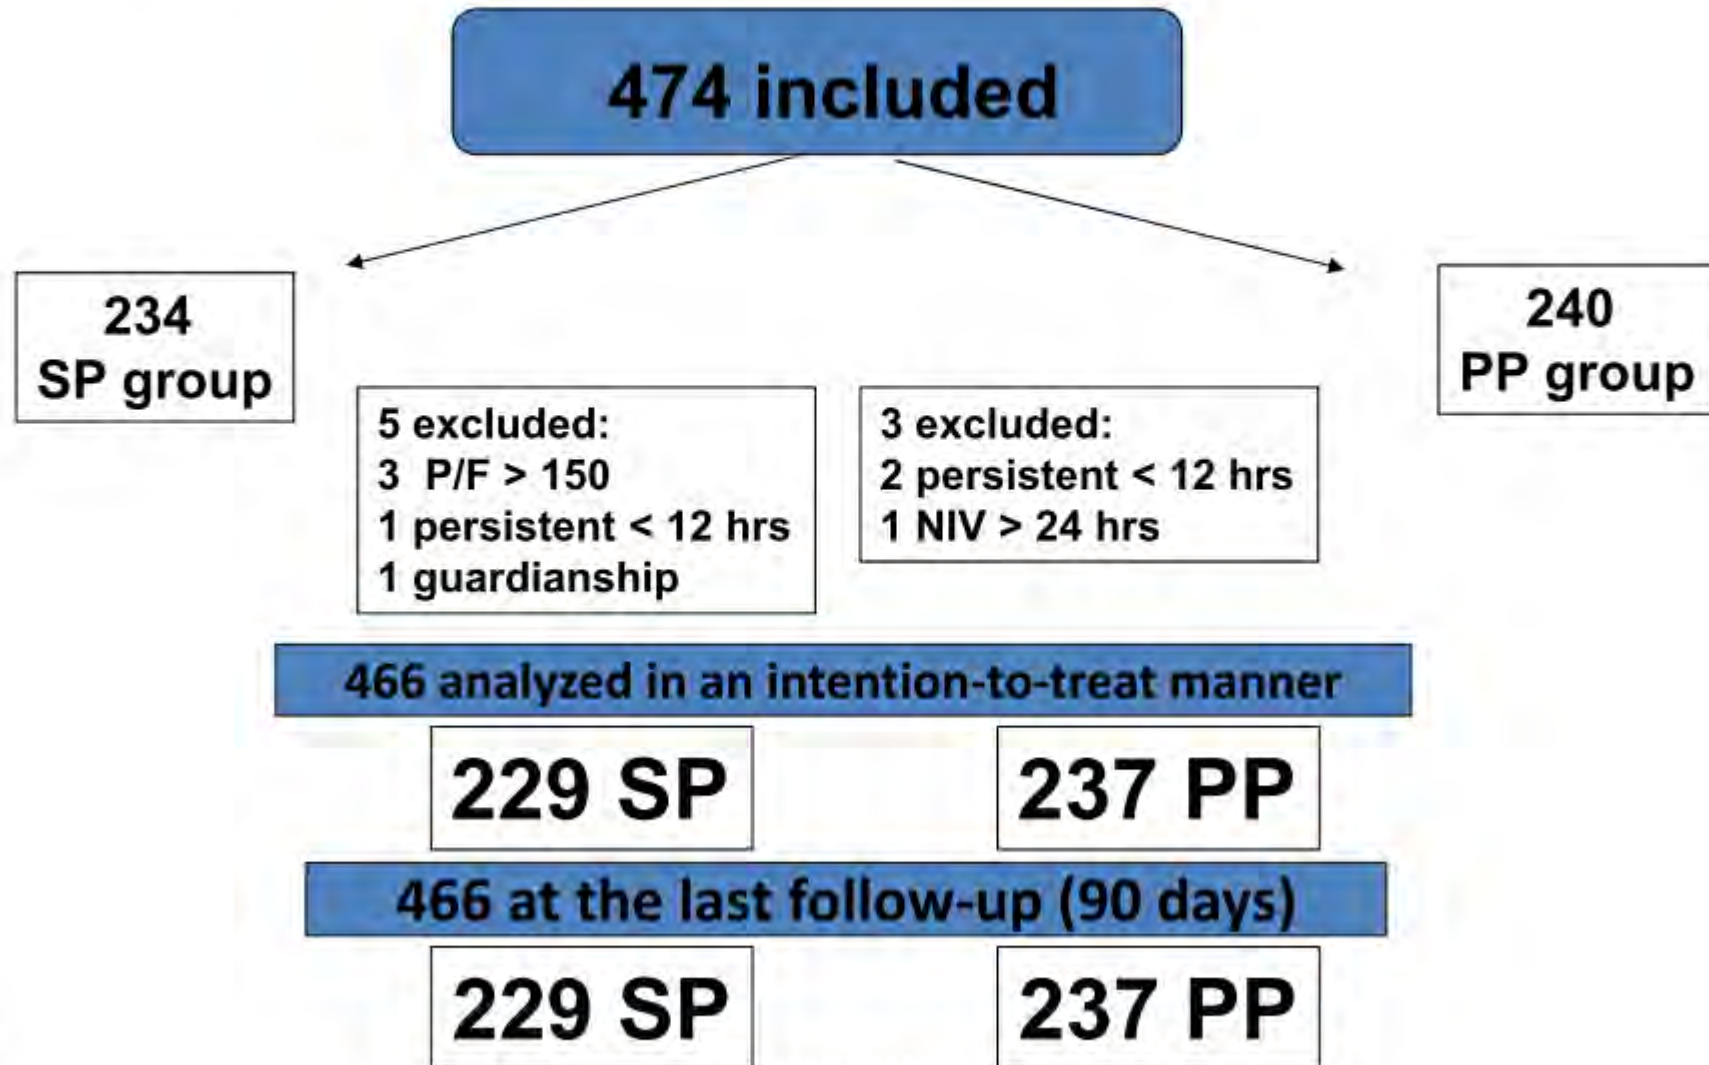 474 included
234
SP group
240
PP group
5 excluded:
3 P/F > 150
1 persistent < 12 hrs
1 guardianship
3 excluded:
2 persistent < 12 hrs
1 NIV > 24 hrs
466 analyzed in an intention-to-treat manner
229 SP
237 PP
466 at the last follow-up (90 days)
229 SP
237 PP